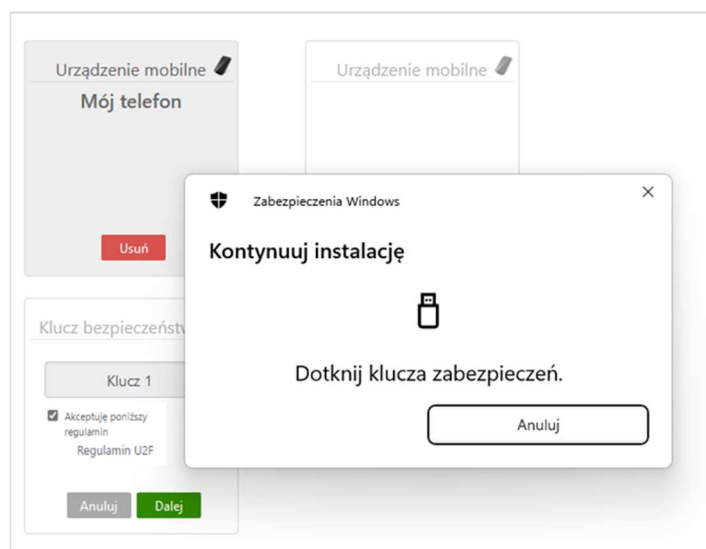 Urządzenie mobilne
Mój telefon
Usuń
Urządzenie mobilne
Zabezpieczenia Windows
Kontynuuj instalację
Dotknij klucza zabezpieczeń.
Anuluj
Klucz
Klucz 1
Akceptuję poniższy
regulamin
Regulamin U2F
Anuluj
Dalej